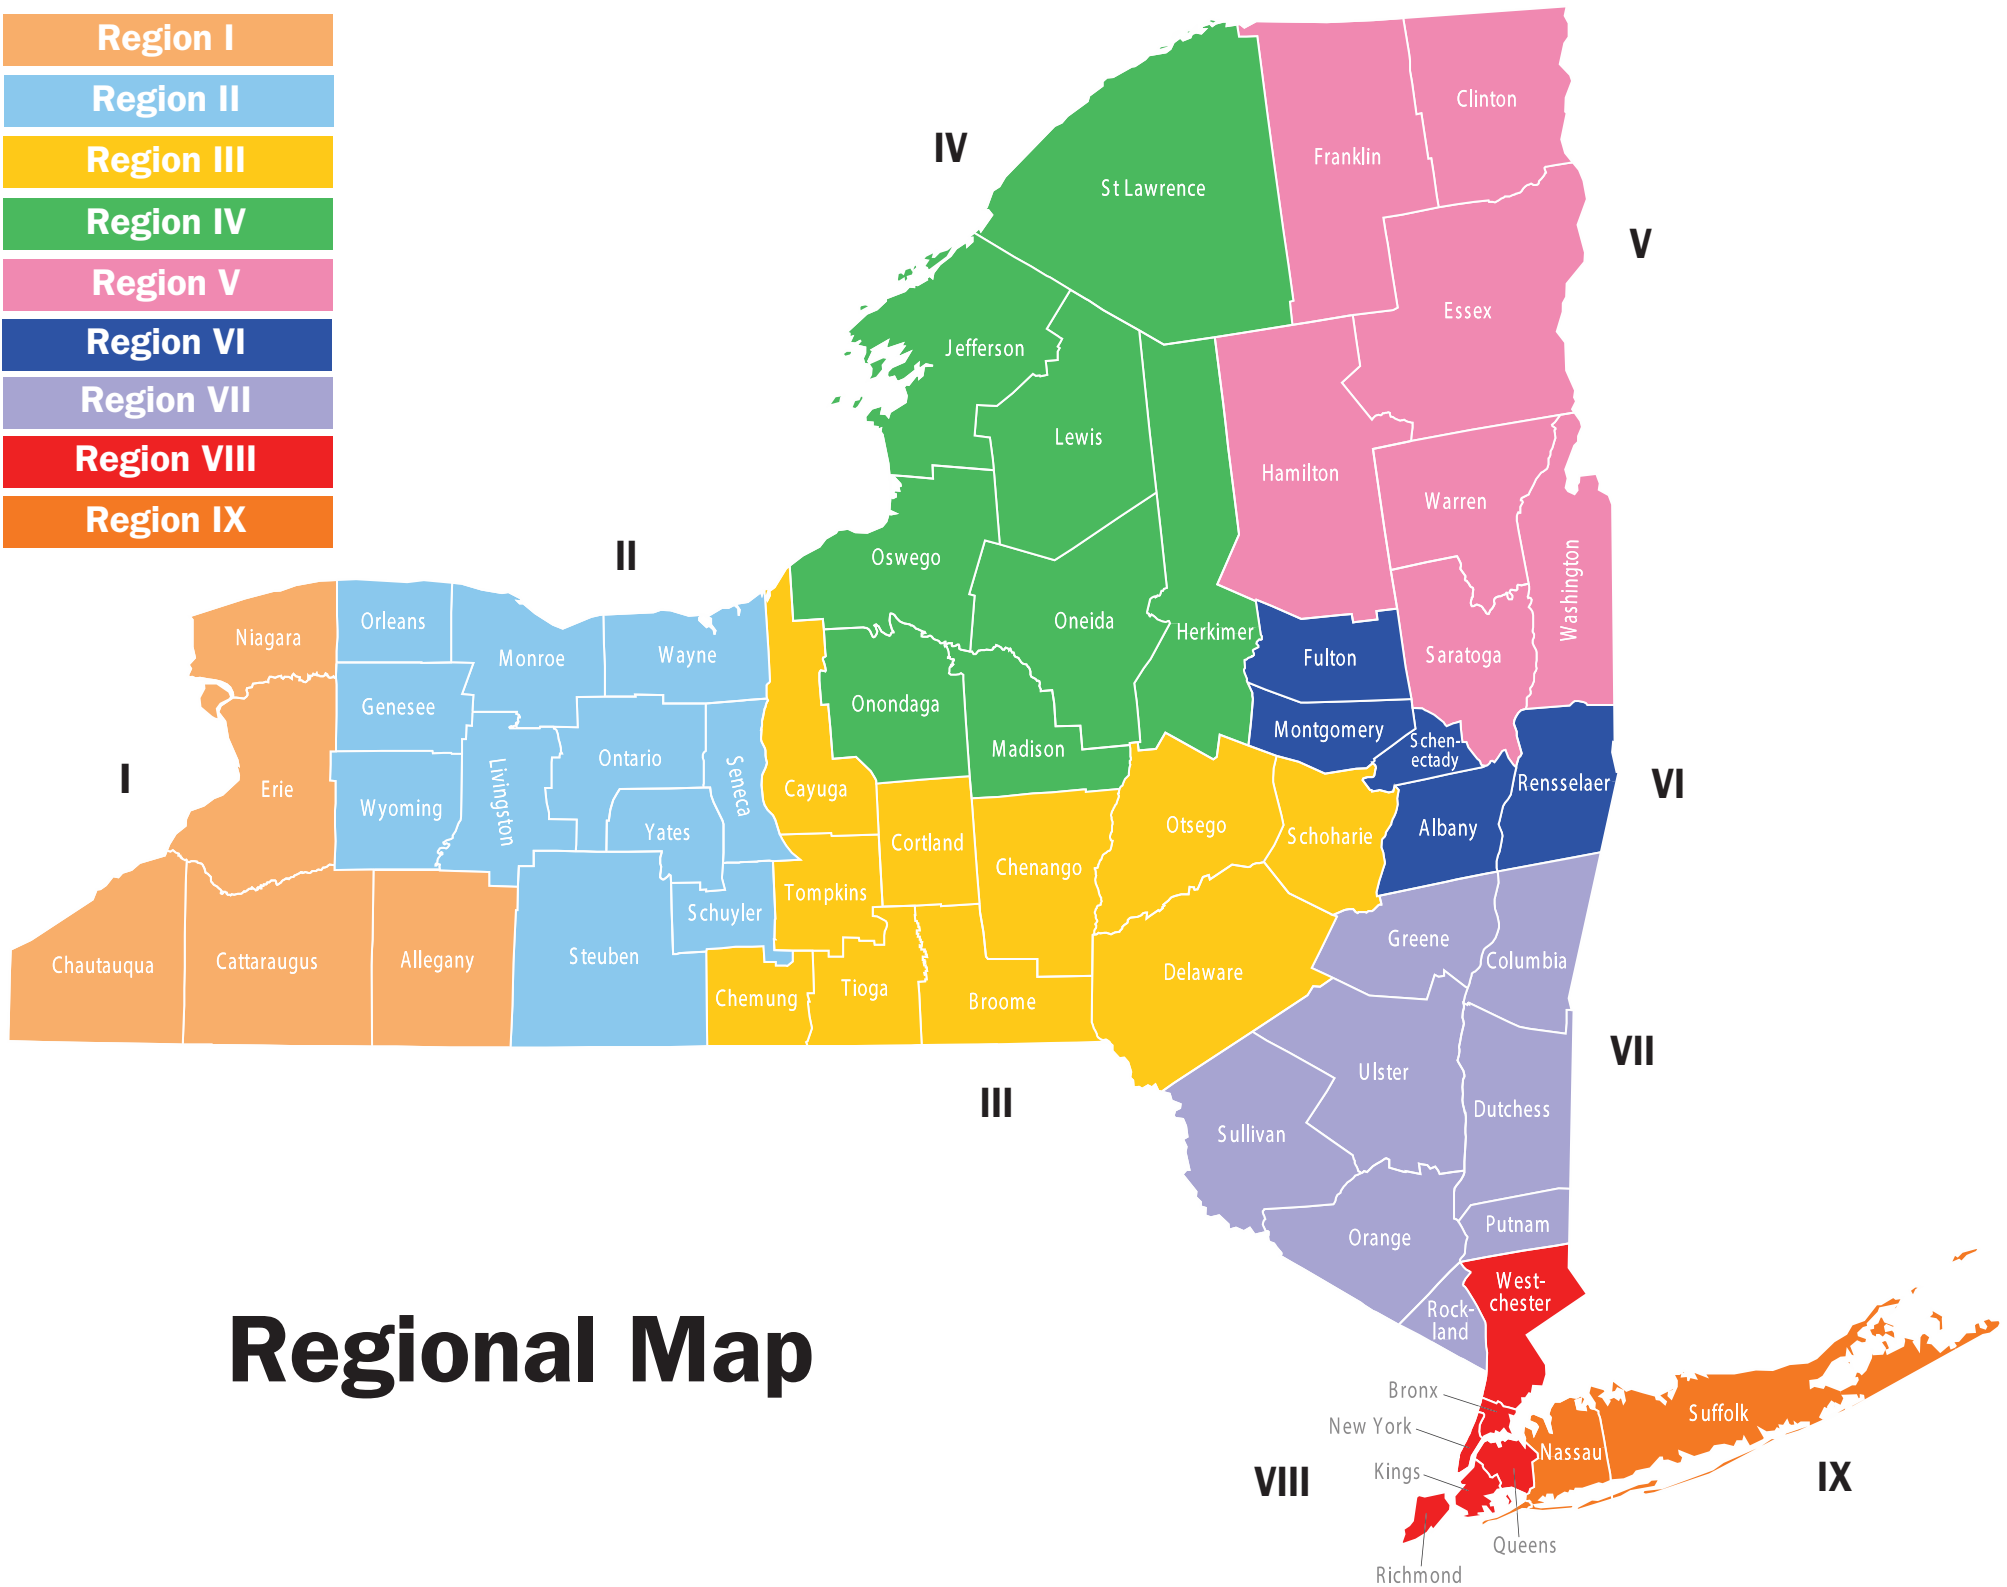 Region I
Region II
Region III
Region IV
Region V
Region VI
Region VII
Region VIII
Region IX
IV
Clinton
Franklin
St Lawrence
V
Essex
Jefferson
Lewis
Hamilton
Warren
Washington
II
Oswego
Oneida
Herkimer
Saratoga
Fulton
Niagara
Orleans
Monroe
Wayne
Genesee
Onondaga
Madison
Montgomery
Schen-
ectady
Rensselaer
VI
I
Erie
Wyoming
Livingston
Ontario
Seneca
Cayuga
Yates
Cortland
Chenango
Otsego
Schoharie
Albany
Tompkins
Schuyler
Chautauqua
Cattaraugus
Allegany
Steuben
Chemung
Tioga
Broome
Delaware
Greene
Columbia
VII
III
Ulster
Dutchess
Sullivan
Orange
Putnam
West-
chester
Rock-
land
Regional Map
Bronx
New York
Kings
VIII
Richmond
Queens
Nassau
Suffolk
IX